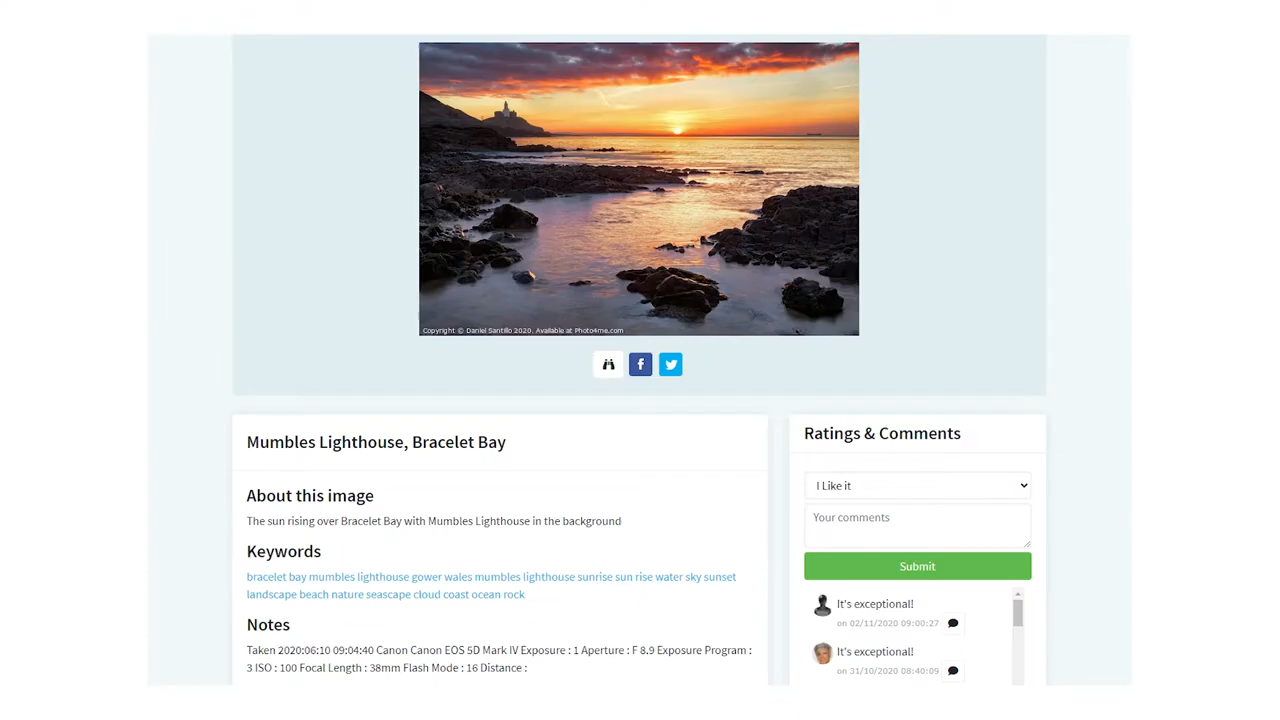 Copyright © Daniel Santillo 2020. Available at Photo4me.com
Mumbles Lighthouse, Bracelet Bay
About this image
The sun rising over Bracelet Bay with Mumbles Lighthouse in the background
Keywords
bracelet bay mumbles lighthouse gower wales mumbles lighthouse sunrise sun rise water sky sunset
landscape beach nature seascape cloud coast ocean rock
Notes
Taken 2020:06:10 09:04:40 Canon Canon EOS 5D Mark IV Exposure : 1 Aperture : F 8.9 Exposure Program :
3 ISO : 100 Focal Length : 38mm Flash Mode : 16 Distance :
Ratings & Comments
I Like it
Your comments
Submit
It's exceptional!
on 02/11/2020 09:00:27
It's exceptional!
on 31/10/2020 08:40:09